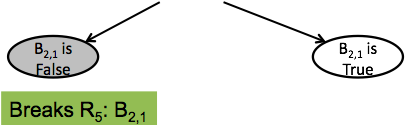 B2,1 is
False
B2,1 is
True
Breaks R5: B2,1